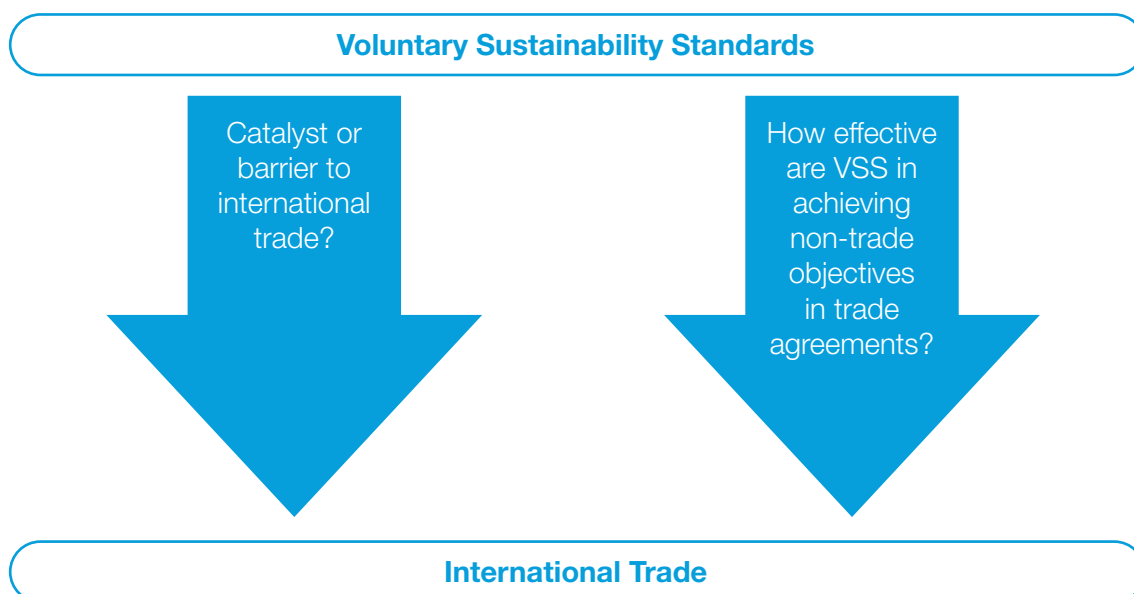 Voluntary Sustainability Standards
Catalyst or
barrier to
international
trade?
How effective
are VSS in
achieving
non-trade
objectives
in trade
agreements?
International Trade